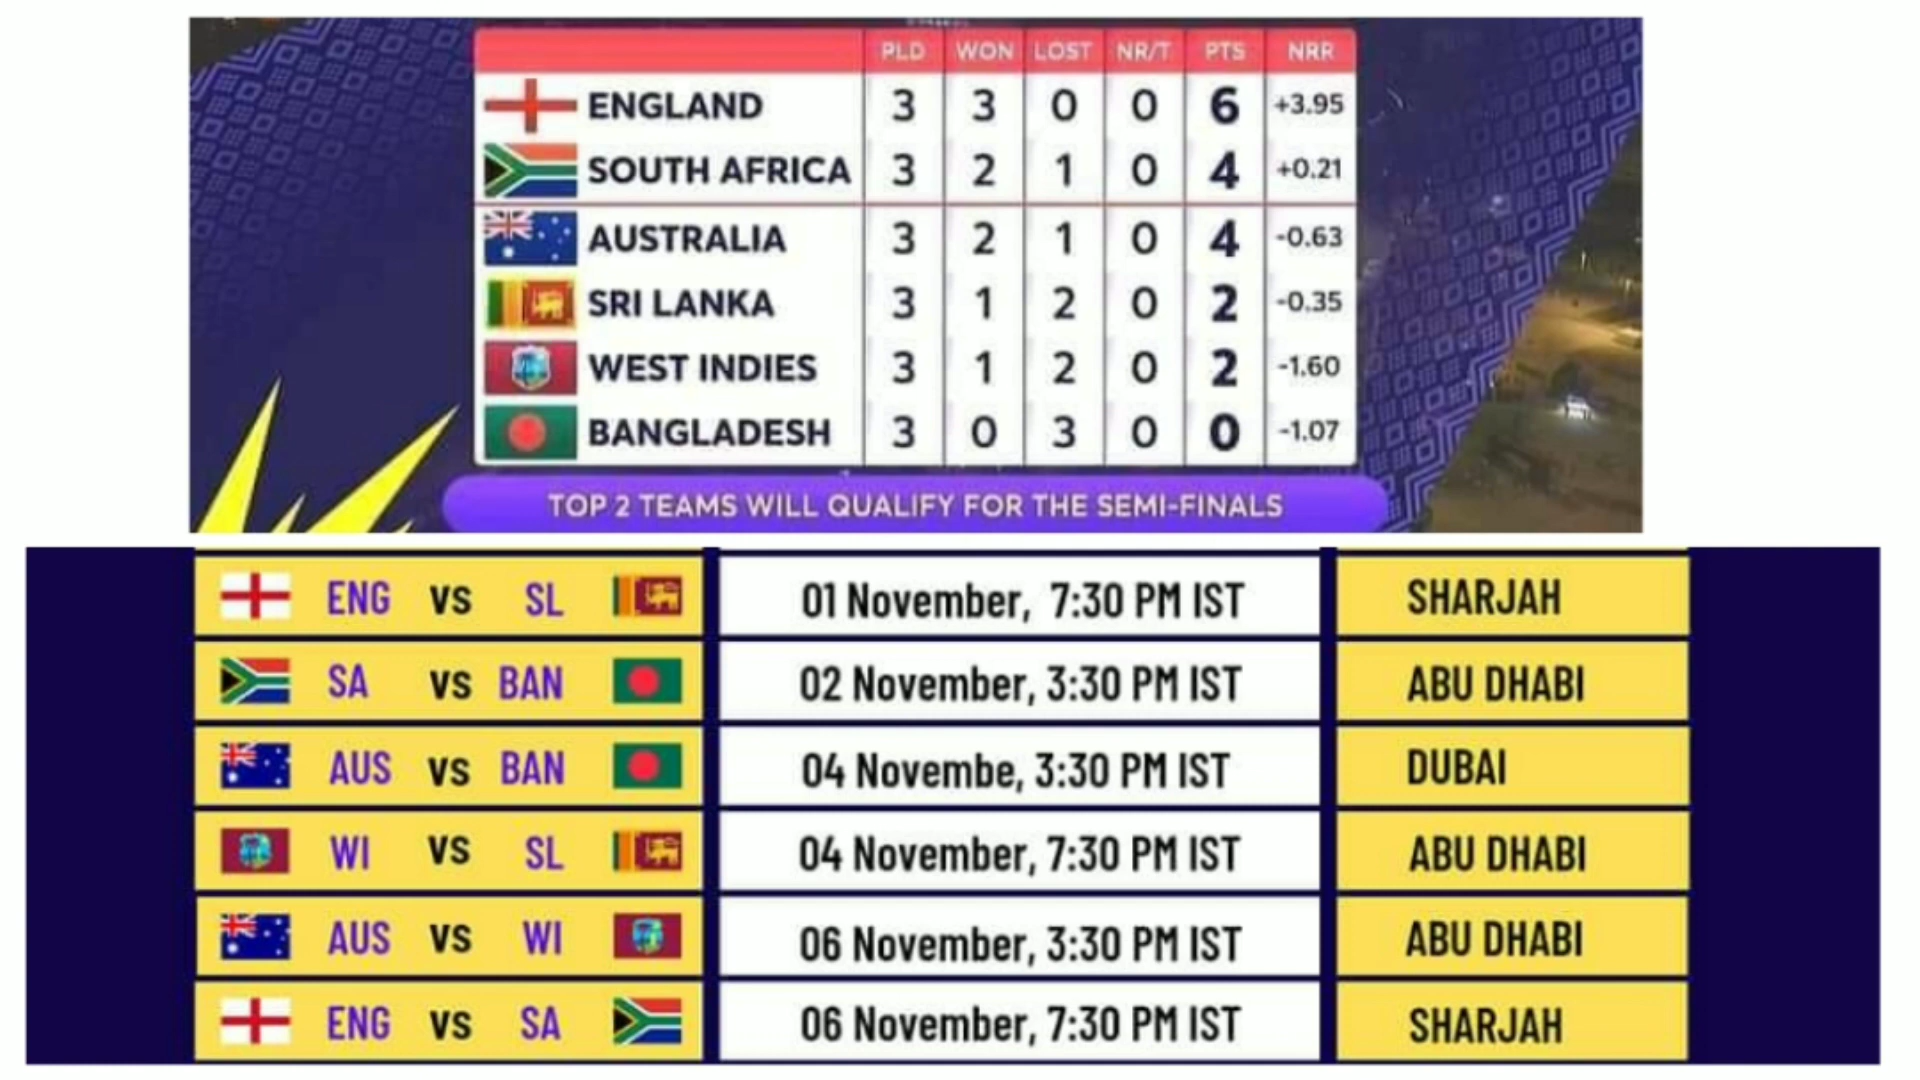 PLD WON LOST NR/T PTS NRR
ENGLAND 3 3 0 0 6 +3.95
SOUTH AFRICA 3 2 1 0 4 +0.21
AUSTRALIA 3 2 1 0 4 -0.63
SRI LANKA 3 1 2 0 2 -0.35
WEST INDIES 3 1 2 0 2 -1.60
BANGLADESH 3 0 3 0 0 -1.07
TOP 2 TEAMS WILL QUALIFY FOR THE SEMI-FINALS
ENG VS SL 01 November, 7:30 PM IST SHARJAH
SA VS BAN 02 November, 3:30 PM IST ABU DHABI
AUS VS BAN 04 Novembe, 3:30 PM IST DUBAI
WI VS SL 04 November, 7:30 PM IST ABU DHABI
AUS VS WI 06 November, 3:30 PM IST ABU DHABI
ENG VS SA 06 November, 7:30 PM IST SHARJAH